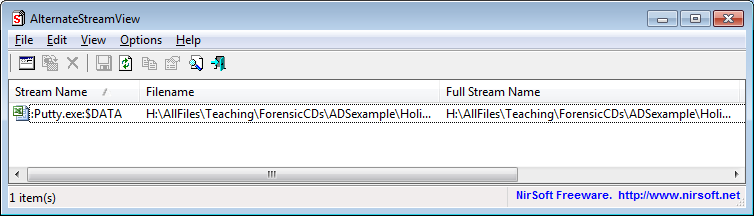 AlternateStreamView
File Edit View Options Help
Stream Name / Filename Full Stream Name
:Putty.exe:$DATA H:\AllFiles\Teaching\ForensicCDs\ADSexample\Holi... H:\AllFiles\Teaching\ForensicCDs\ADSexample\Holi...
1 item(s) NirSoft Freeware. http://www.nirsoft.net